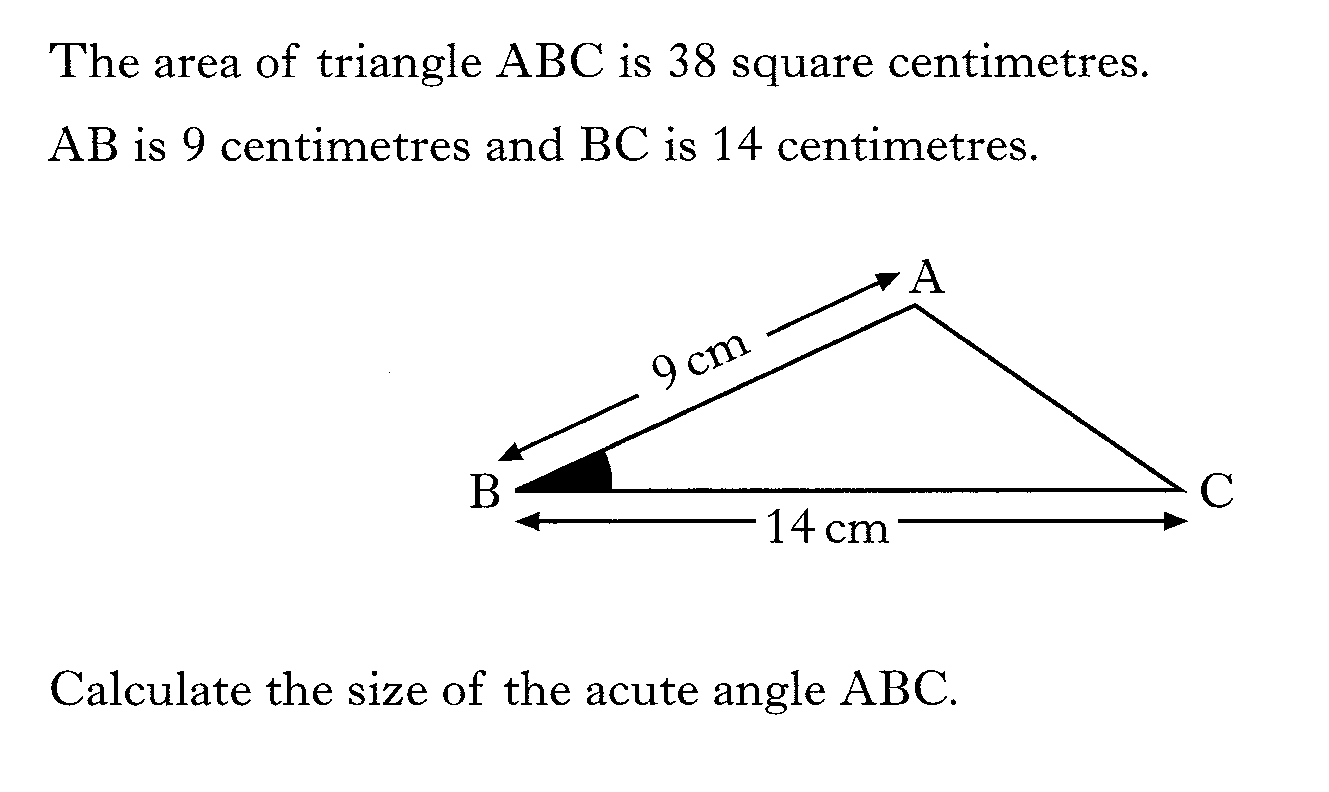 The area of triangle ABC is 38 square centimetres.
AB is 9 centimetres and BC is 14 centimetres.
A
9 cm
B
C
14 cm
Calculate the size of the acute angle ABC.